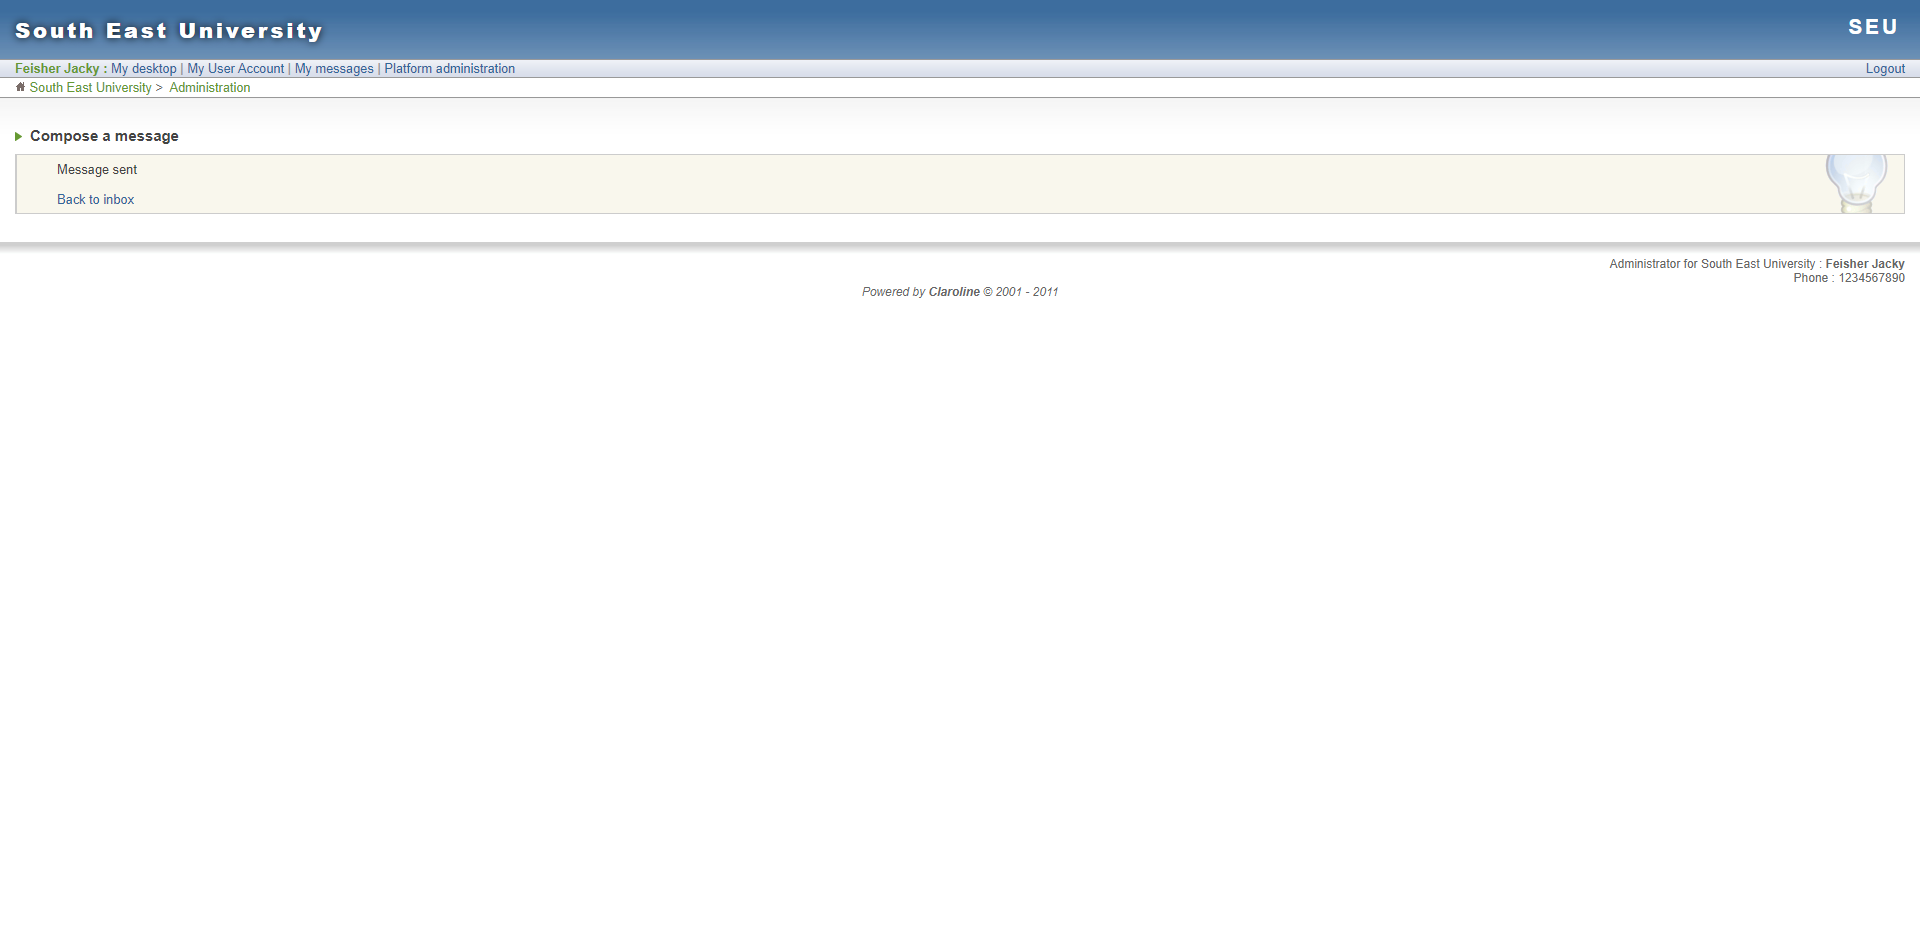 South East University
SEU
Feisher Jacky : My desktop | My User Account | My messages | Platform administration
Logout
South East University > Administration
Compose a message
Message sent
Back to inbox
Administrator for South East University : Feisher Jacky
Phone : 1234567890
Powered by Claroline © 2001 - 2011